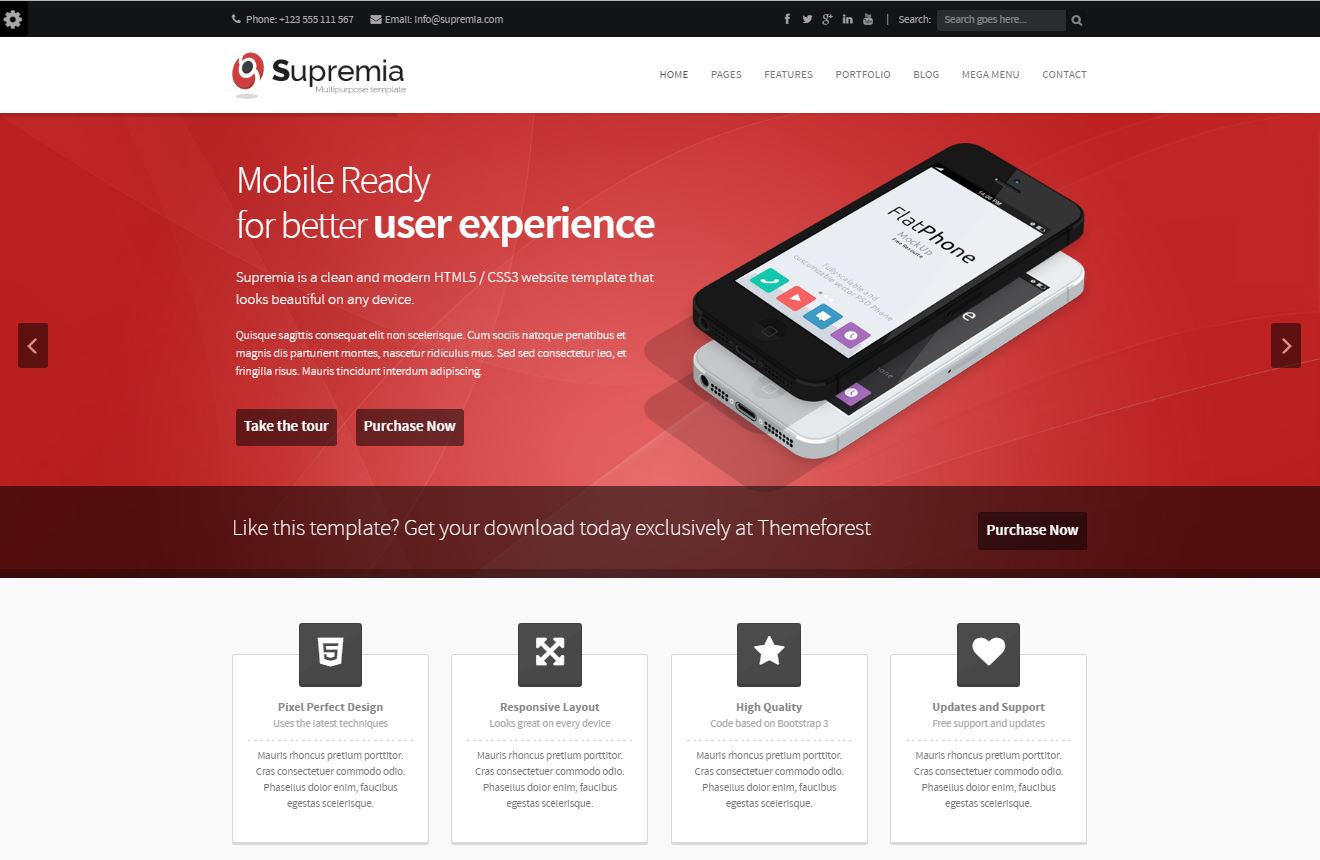 Phone: +123 555 111 567 Email: info@supremia.com Search: Search goes here...
Supremia
Multipurpose template
HOME PAGES FEATURES PORTFOLIO BLOG MEGA MENU CONTACT
Mobile Ready
for better user experience
Supremia is a clean and modern HTML5 / CSS3 website template that
looks beautiful on any device.
Quisque sagittis consequat elit non scelerisque. Cum sociis natoque penatibus et
magnis dis parturient montes, nascetur ridiculus mus. Sed sed consectetur leo, et
fringilla risus. Mauris tincidunt interdum adipiscing.
Take the tour Purchase Now
14:06 PM
FlatPhone
MockUp
Free Resource
Fullyscalable and
customizable vector PSD Phone
e
Like this template? Get your download today exclusively at Themeforest
Purchase Now
Pixel Perfect Design
Uses the latest techniques
Mauris rhoncus pretium porttitor.
Cras consectetuer commodo odio.
Phasellus dolor enim, faucibus
egestas scelerisque.
Responsive Layout
Looks great on every device
Mauris rhoncus pretium porttitor.
Cras consectetuer commodo odio.
Phasellus dolor enim, faucibus
egestas scelerisque.
High Quality
Code based on Bootstrap 3
Mauris rhoncus pretium porttitor.
Cras consectetuer commodo odio.
Phasellus dolor enim, faucibus
egestas scelerisque.
Updates and Support
Free support and updates
Mauris rhoncus pretium porttitor.
Cras consectetuer commodo odio.
Phasellus dolor enim, faucibus
egestas scelerisque.